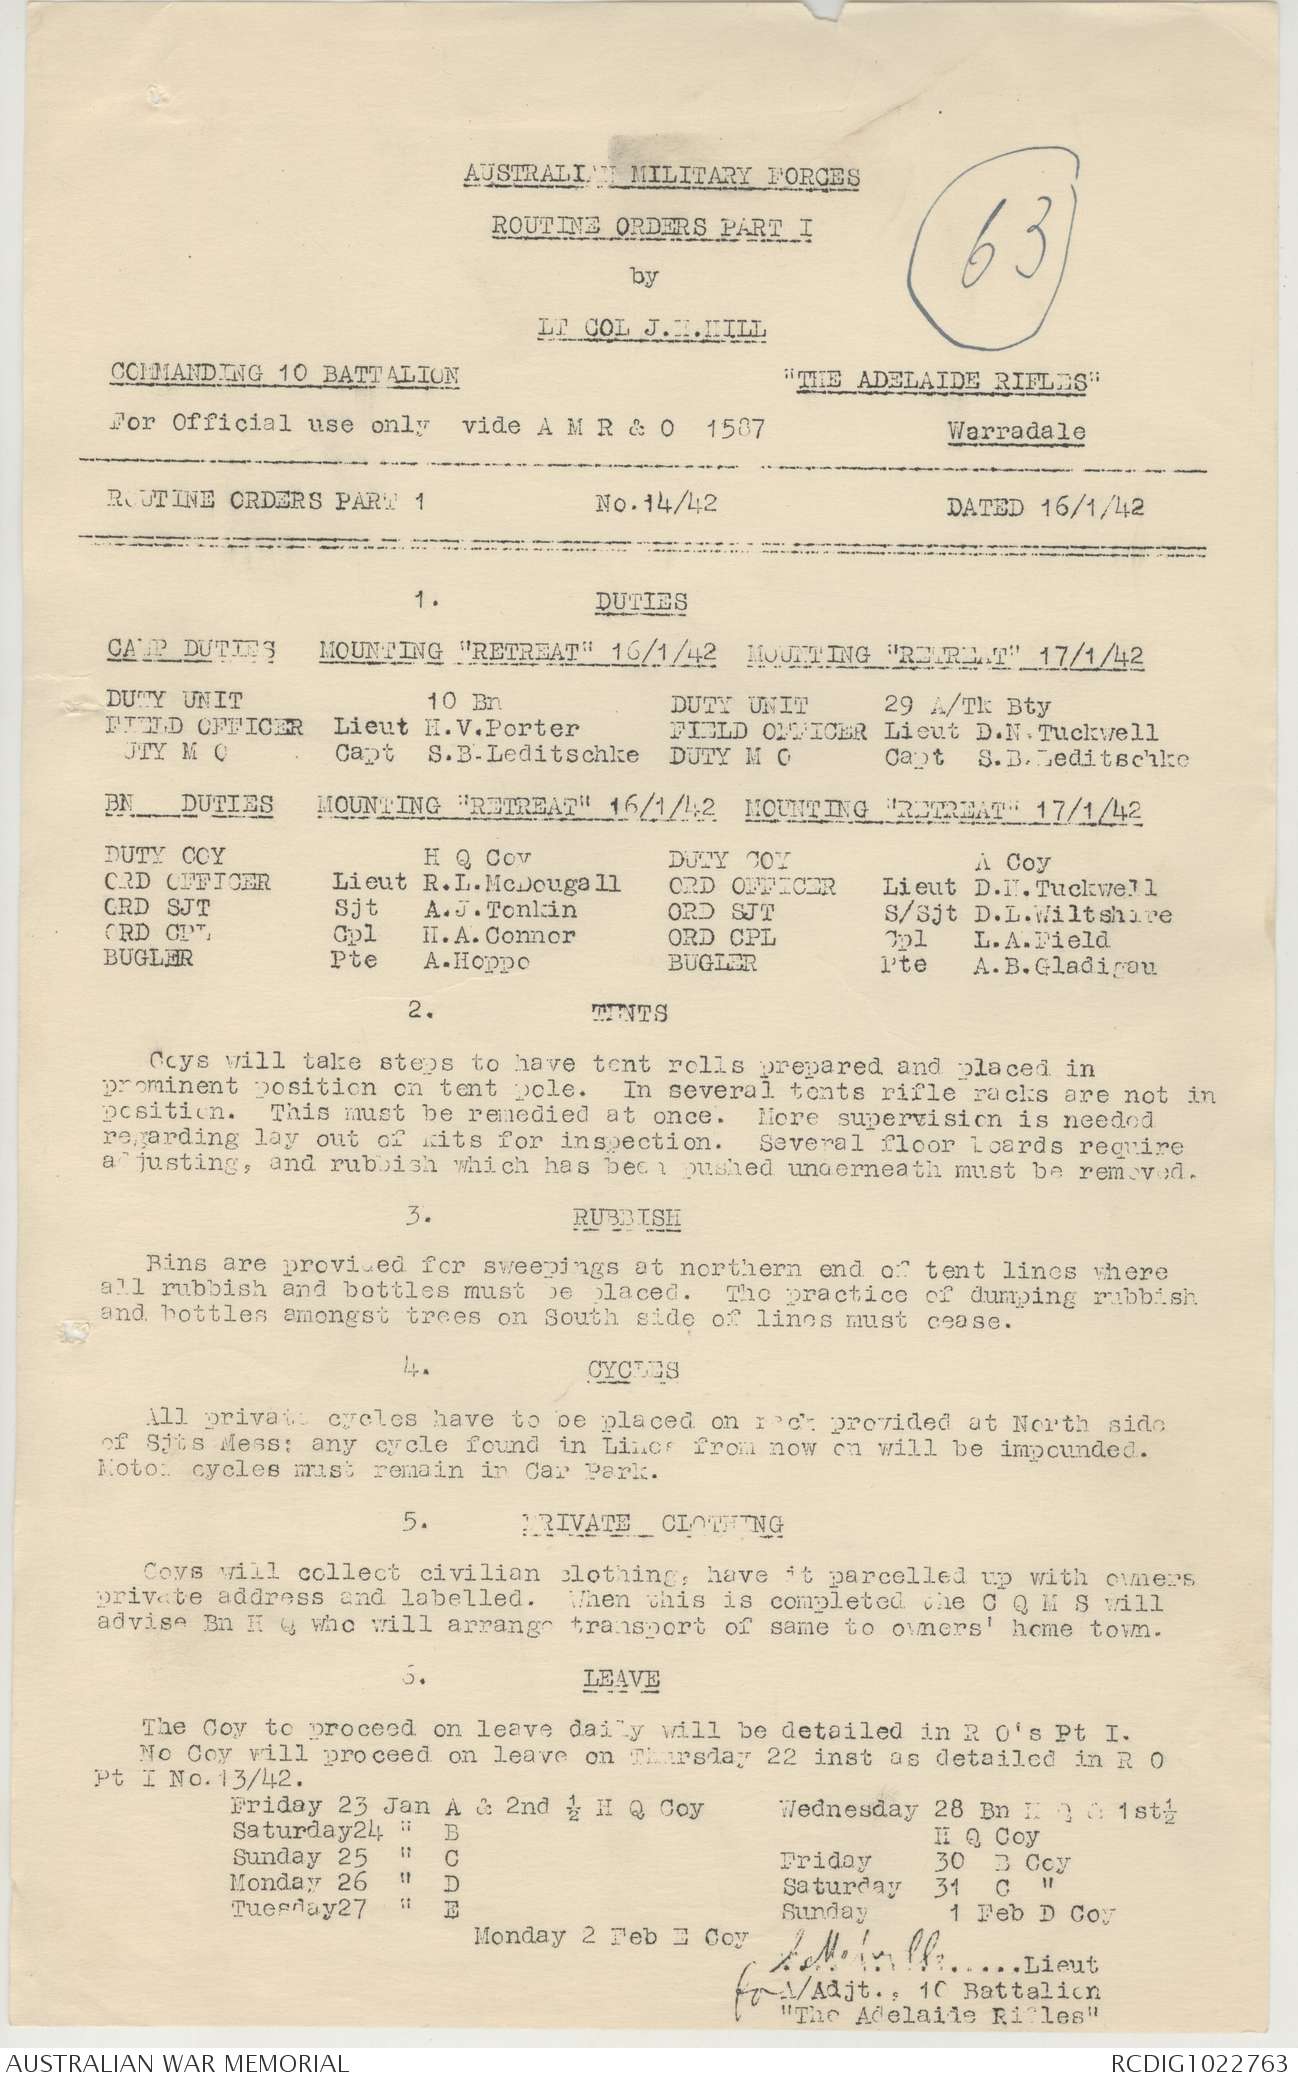 AUSTRALIAN MILITARY FORCES
63
ROUTINE ORDERS PART I
by
LT COL J.H.HILL
COMMANDING 10 BATTALION "THE ADELAIDE RIFLES"
For Official use only vide A M R & O 1587 Warradale
ROUTINE ORDERS PART 1 No.14/42 DATED 16/1/42
1. DUTIES
CAMP DUTIES MOUNTING "RETREAT" 16/1/42 MOUNTING "RETREAT" 17/1/42
DUTY UNIT 10 Bn DUTY UNIT 29 A/Tk Bty
FIELD OFFICER Lieut H.V.Porter FIELD OFFICER Lieut D.N.Tuckwell
DUTY M O Capt S.B.Leditschke DUTY M O Capt S.B.Leditschke
BN DUTIES MOUNTING "RETREAT" 16/1/42 MOUNTING "RETREAT" 17/1/42
DUTY COY H Q Coy DUTY COY A Coy
ORD OFFICER Lieut R.L.McDougall ORD OFFICER Lieut D.N.Tuckwell
ORD SJT Sjt A.J.Tonkin ORD SJT S/Sjt D.L.Wiltshire
ORD CPL Cpl H.A.Connor ORD CPL Cpl L.A.Field
BUGLER Pte A.Hoppe BUGLER Pte A.B.Gladigau
2. TENTS
Coys will take steps to have tent rolls prepared and placed in
prominent position on tent pole. In several tents rifle racks are not in
position. This must be remedied at once. More supervision is needed
regarding lay out of kits for inspection. Several floor boards require
adjusting, and rubbish which has been pushed underneath must be removed.
3. RUBBISH
Bins are provided for sweepings at northern end of tent lines where
all rubbish and bottles must be placed. The practice of dumping rubbish
and bottles amongst trees on South side of lines must cease.
4. CYCLES
All private cycles have to be placed on rack provided at North side
of Sjts Mess: any cycle found in Lines from now on will be impounded.
Motor cycles must remain in Car Park.
5. PRIVATE CLOTHING
Coys will collect civilian clothing, have it parcelled up with owners
private address and labelled. When this is completed the C Q M S will
advise Bn H Q who will arrange transport of same to owners' home town.
6. LEAVE
The Coy to proceed on leave daily will be detailed in R O's Pt I.
No Coy will proceed on leave on Thursday 22 inst as detailed in R O
Pt I No.13/42.
Friday 23 Jan A & 2nd ½ H Q Coy Wednesday 28 Bn H Q & 1st½
Saturday24 " B H Q Coy
Sunday 25 " C Friday 30 B Coy
Monday 26 " D Saturday 31 C "
Tuesday27 " E Sunday 1 Feb D Coy
Monday 2 Feb E Coy
.....Lieut
for A/Adjt., 10 Battalion
"The Adelaide Rifles"
AUSTRALIAN WAR MEMORIAL RCDIG1022763